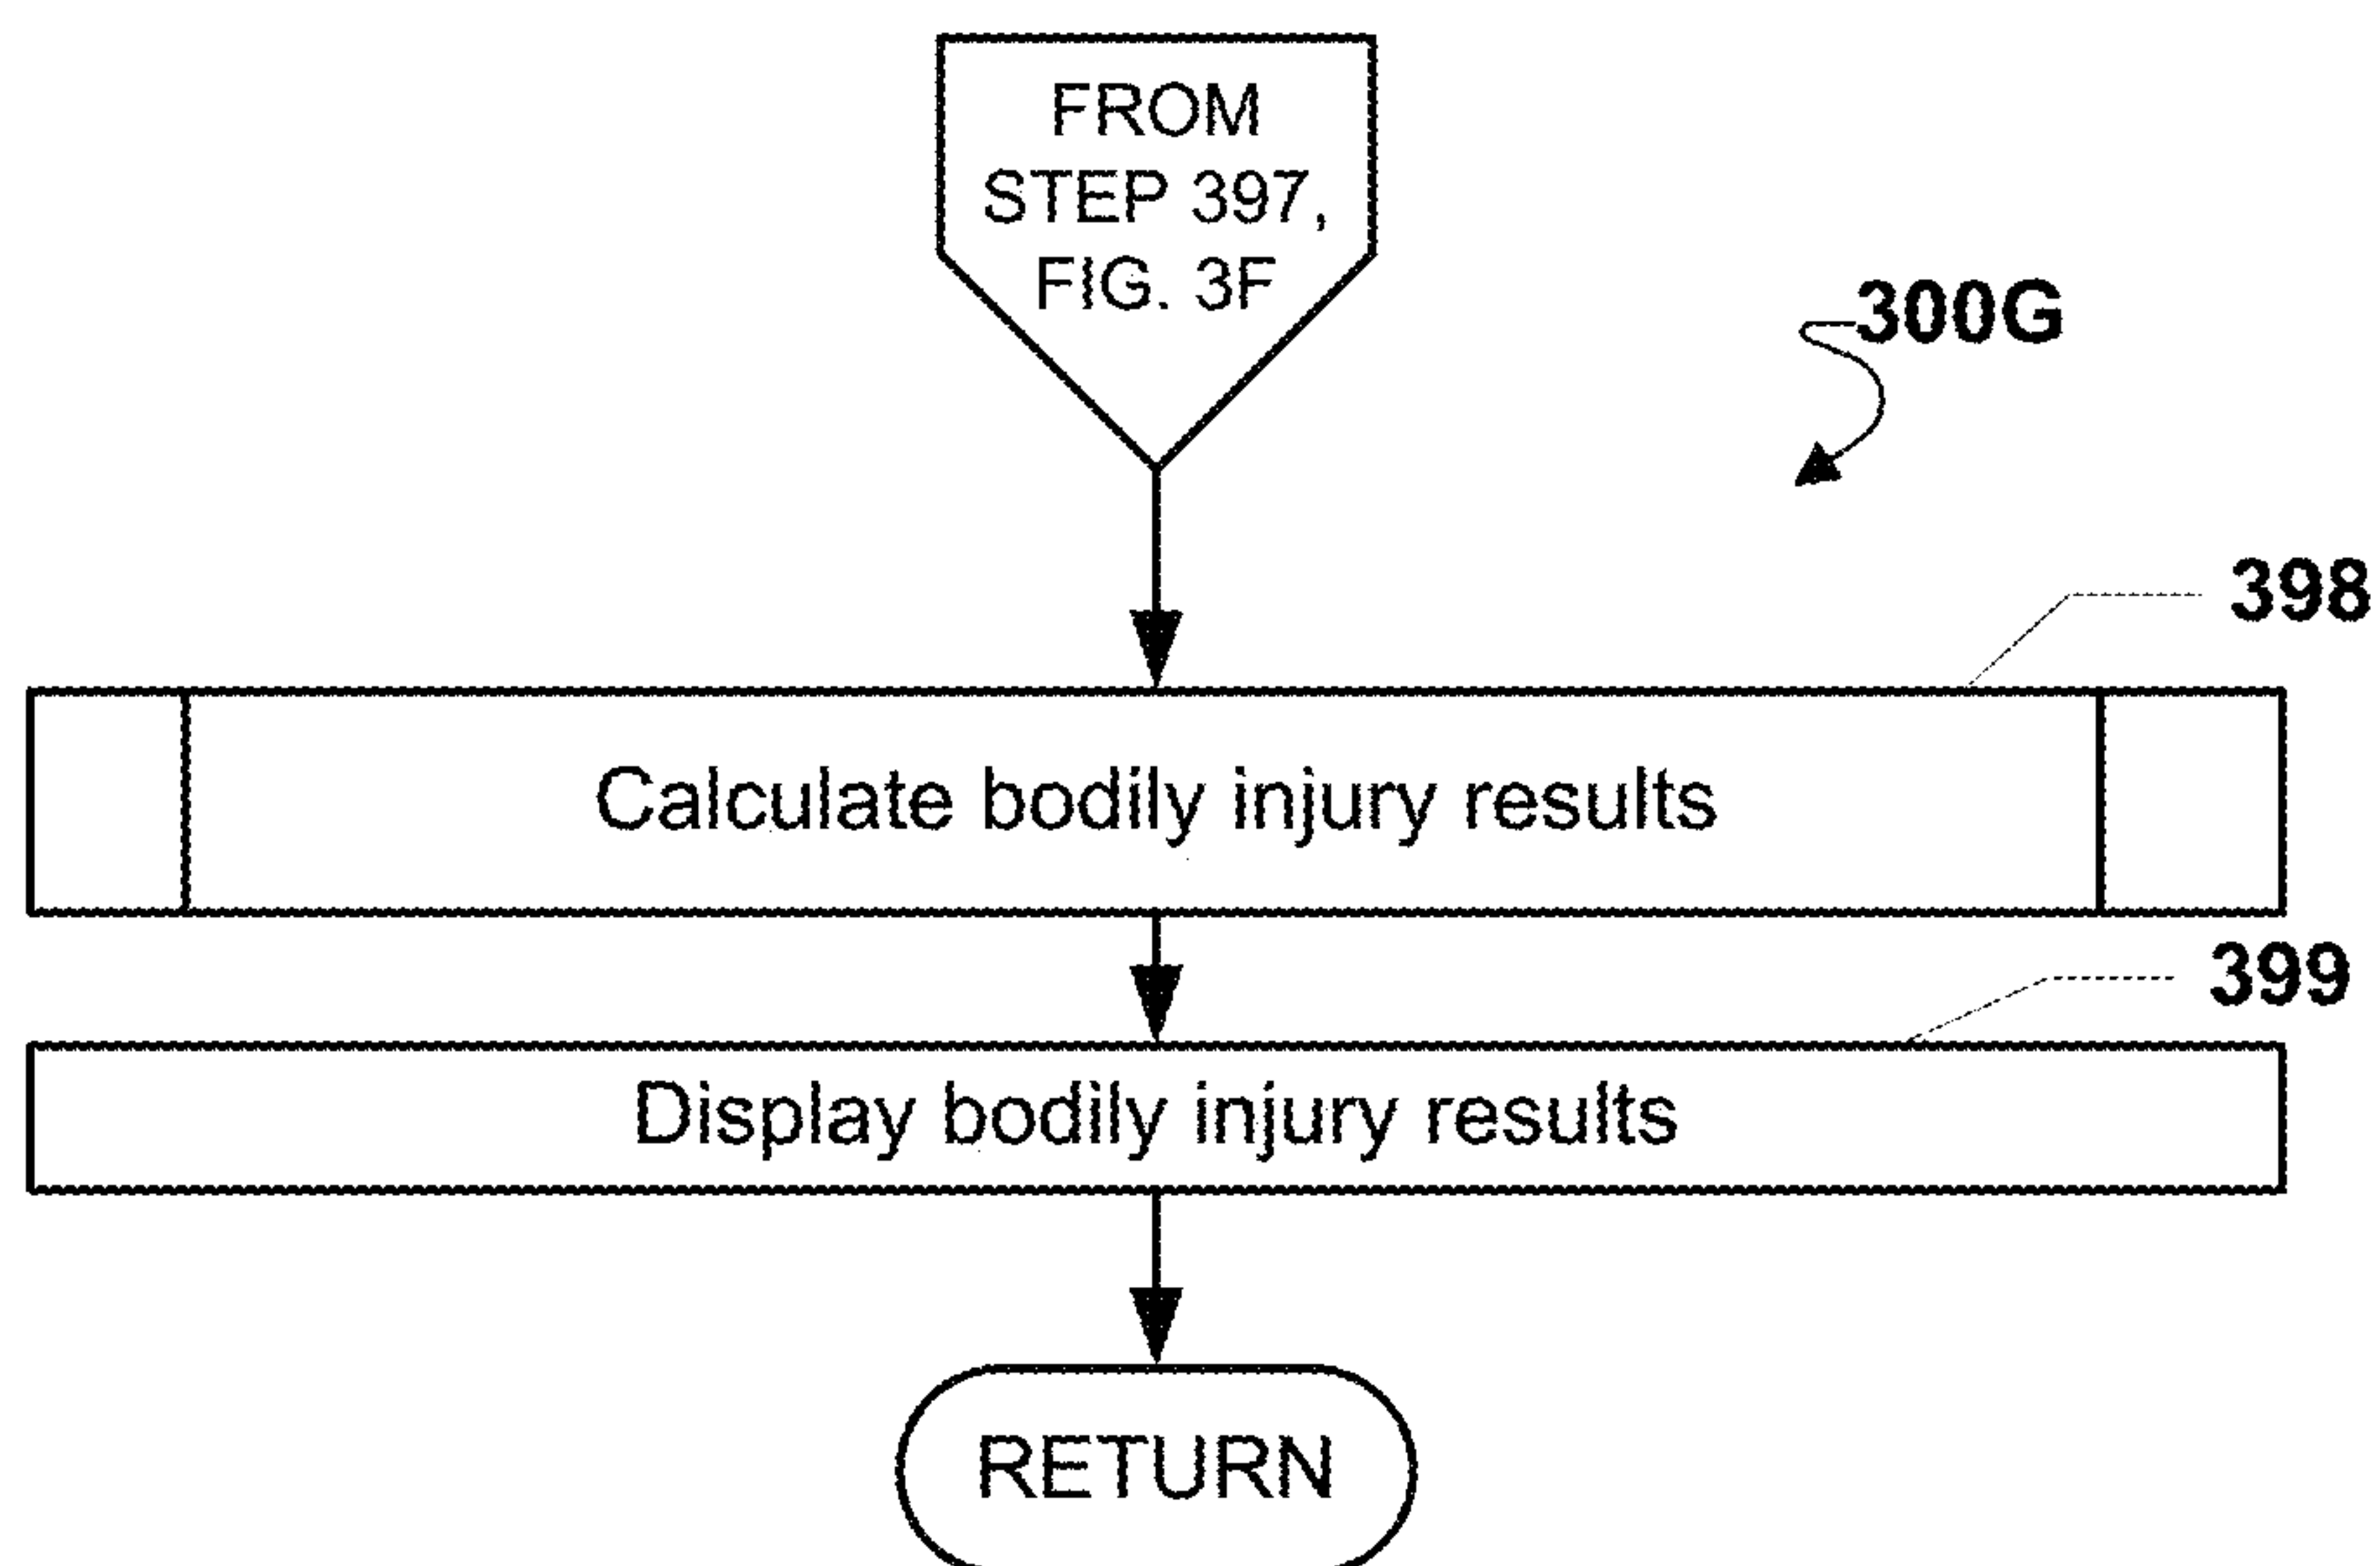 FROM
STEP 397,
FIG. 3F
300G
398
Calculate bodily injury results
399
Display bodily injury results
RETURN